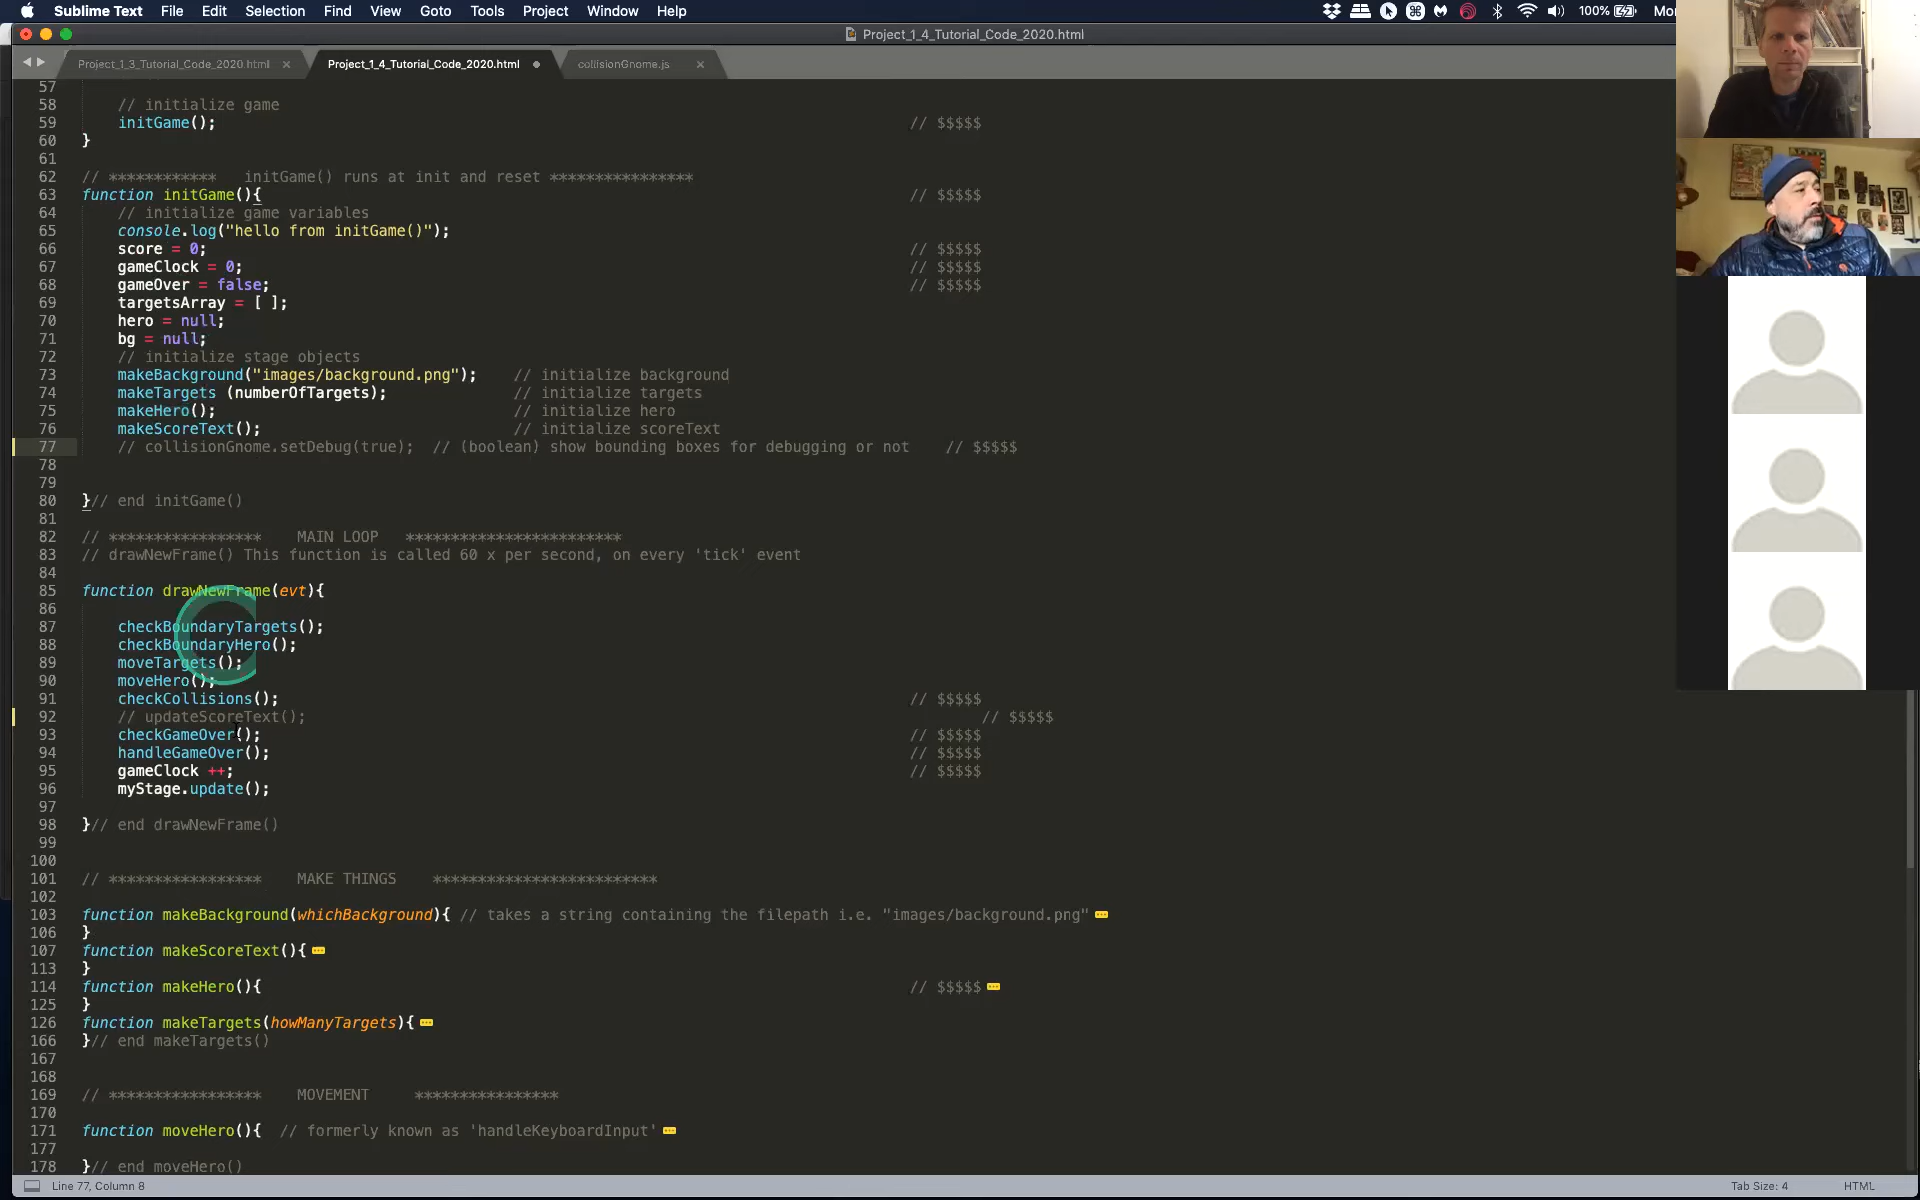 Sublime Text File Edit Selection Find View Goto Tools Project Window Help 100% Mo
Project_1_4_Tutorial_Code_2020.html
Project_1_3_Tutorial_Code_2020.html Project_1_4_Tutorial_Code_2020.html collisionGnome.js
57
58 // initialize game
59 initGame(); // $$$$$
60 }
61
62 // ************ initGame() runs at init and reset ****************
63 function initGame(){ // $$$$$
64 // initialize game variables
65 console.log("hello from initGame()");
66 score = 0; // $$$$$
67 gameClock = 0; // $$$$$
68 gameOver = false; // $$$$$
69 targetsArray = [ ];
70 hero = null;
71 bg = null;
72 // initialize stage objects
73 makeBackground("images/background.png"); // initialize background
74 makeTargets (numberOfTargets); // initialize targets
75 makeHero(); // initialize hero
76 makeScoreText(); // initialize scoreText
77 // collisionGnome.setDebug(true); // (boolean) show bounding boxes for debugging or not // $$$$$
78
79
80 }// end initGame()
81
82 // ***************** MAIN LOOP ************************
83 // drawNewFrame() This function is called 60 x per second, on every 'tick' event
84
85 function drawNewFrame(evt){
86
87 checkBoundaryTargets();
88 checkBoundaryHero();
89 moveTargets();
90 moveHero();
91 checkCollisions(); // $$$$$
92 // updateScoreText(); // $$$$$
93 checkGameOver(); // $$$$$
94 handleGameOver(); // $$$$$
95 gameClock ++; // $$$$$
96 myStage.update();
97
98 }// end drawNewFrame()
99
100
101 // ***************** MAKE THINGS *************************
102
103 function makeBackground(whichBackground){ // takes a string containing the filepath i.e. "images/background.png"
106 }
107 function makeScoreText(){
113 }
114 function makeHero(){ // $$$$$
125 }
126 function makeTargets(howManyTargets){
166 }// end makeTargets()
167
168
169 // ***************** MOVEMENT ****************
170
171 function moveHero(){ // formerly known as 'handleKeyboardInput'
177
178 }// end moveHero()
Line 77, Column 8 Tab Size: 4 HTML